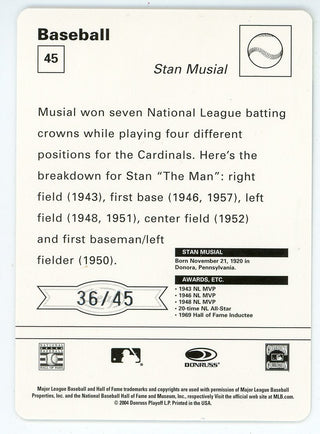 Baseball
45
Stan Musial
Musial won seven National League batting
crowns while playing four different
positions for the Cardinals. Here's the
breakdown for Stan "The Man": right
field (1943), first base (1946, 1957), left
field (1948, 1951), center field (1952)
and first baseman/left
fielder (1950).
STAN MUSIAL
Born November 21, 1920 in
Donora, Pennsylvania.
AWARDS, ETC.
• 1943 NL MVP
• 1946 NL MVP
• 1948 NL MVP
• 20-time NL All-Star
• 1969 Hall of Fame Inductee
36/45
DONRUSS
Major League Baseball and Hall of Fame trademarks and copyrights are used with permission of Major League Baseball
Properties, Inc. and the National Baseball Hall of Fame and Museum, Inc., respectively Visit the official web site at MLB.com.
© 2004 Donruss Playoff L.P. Printed in the USA.